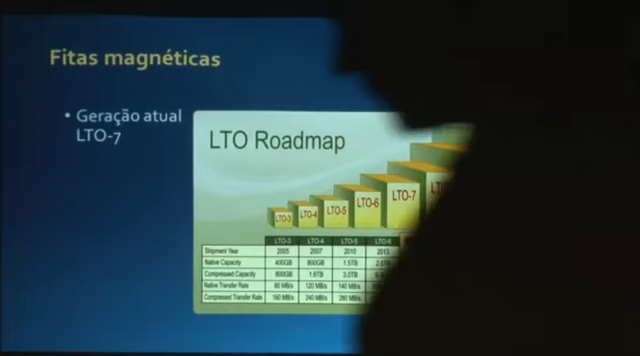 Fitas magnéticas
• Geração atual
LTO-7
LTO Roadmap
LTO-3 LTO-4 LTO-5 LTO-6 LTO-7
LTO-3 LTO-4 LTO-5 LTO-6
Shipment Year 2005 2007 2010 2013
Native Capacity 400GB 800GB 1.5TB
Compressed Capacity 800GB 1.6TB 3.0TB
Native Transfer Rate 80 MB/s 120 MB/s 140 MB/s
Compressed Transfer Rate 160 MB/s 240 MB/s 280 MB/s